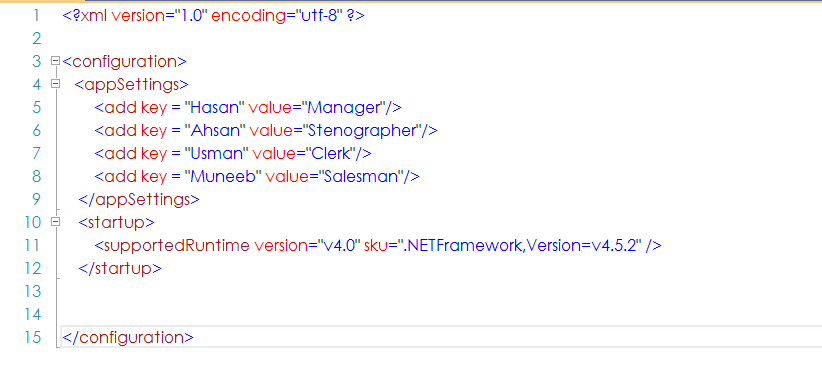 1 <?xml version="1.0" encoding="utf-8" ?>
2
3 <configuration>
4 <appSettings>
5 <add key = "Hasan" value="Manager"/>
6 <add key = "Ahsan" value="Stenographer"/>
7 <add key = "Usman" value="Clerk"/>
8 <add key = "Muneeb" value="Salesman"/>
9 </appSettings>
10 <startup>
11 <supportedRuntime version="v4.0" sku=".NETFramework,Version=v4.5.2" />
12 </startup>
13
14
15 </configuration>